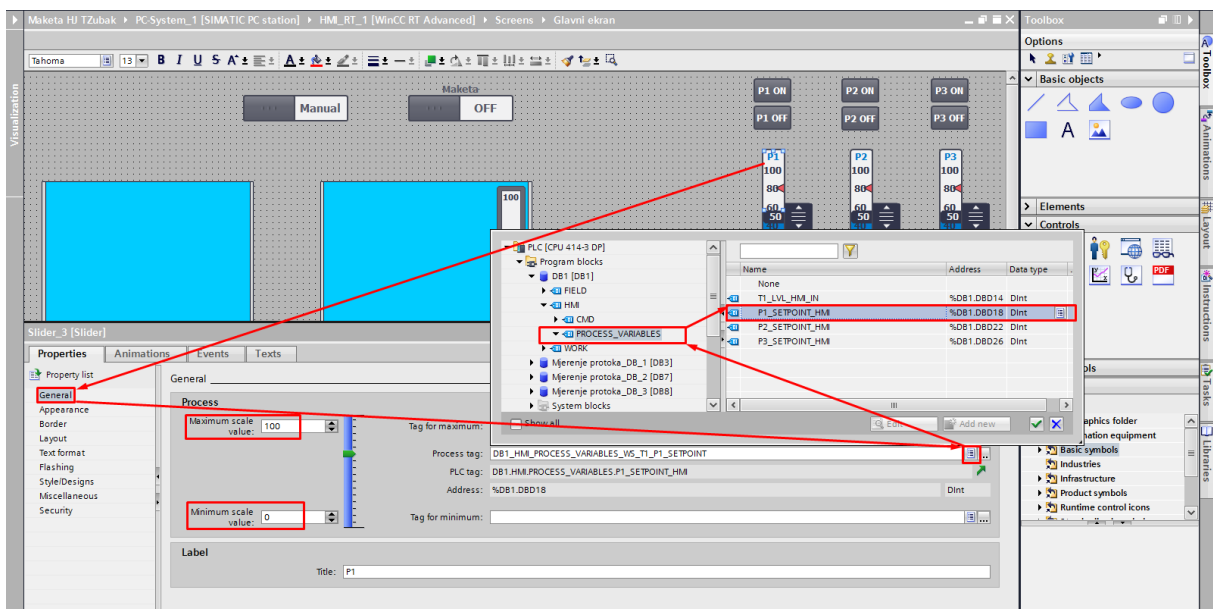 Maketa HJ TZubak ▸ PC-System_1 [SIMATIC PC station] ▸ HMI_RT_1 [WinCC RT Advanced] ▸ Screens ▸ Glavni ekran
Toolbox
Options
Tahoma 13 B I U S A
Basic objects
Visualization
Manual
Maketa
OFF
P1 ON P2 ON P3 ON
P1 OFF P2 OFF P3 OFF
P1 P2 P3
100 100 100
80 80 80
60 60 60
50 50 50
100
A
Elements
Controls
PDF
Toolbox
Animations
Layout
Instructions
Tasks
Libraries
PLC [CPU 414-3 DP]
Program blocks
DB1 [DB1]
FIELD
HMI
CMD
PROCESS_VARIABLES
WORK
Mjerenje protoka_DB_1 [DB3]
Mjerenje protoka_DB_2 [DB7]
Mjerenje protoka_DB_3 [DB8]
System blocks
Name Address Data type
None
T1_LVL_HMI_IN %DB1.DBD14 DInt
P1_SETPOINT_HMI %DB1.DBD18 DInt
P2_SETPOINT_HMI %DB1.DBD22 DInt
P3_SETPOINT_HMI %DB1.DBD26 DInt
Show all
Add new
Slider_3 [Slider]
Properties Animations Events Texts
Property list
General
Appearance
Border
Layout
Text format
Flashing
Style/Designs
Miscellaneous
Security
General
Process
Maximum scale value: 100
Tag for maximum:
Process tag: DB1_HMI_PROCESS_VARIABLES_WS_T1_P1_SETPOINT
PLC tag: DB1.HMI.PROCESS_VARIABLES.P1_SETPOINT_HMI
Address: %DB1.DBD18 DInt
Minimum scale value: 0
Tag for minimum:
Label
Title: P1
Basic symbols
Industries
Infrastructure
Product symbols
Runtime control icons